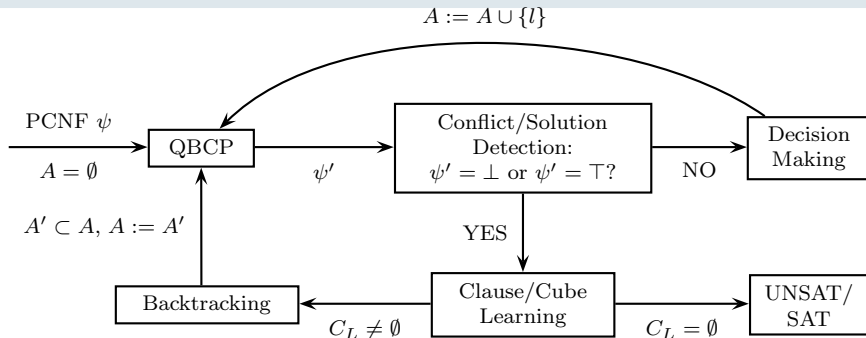 A := A ∪ {l}
PCNF ψ
A = ∅
QBCP
ψ′
Conflict/Solution
Detection:
ψ′ = ⊥ or ψ′ = ⊤?
NO
Decision
Making
A′ ⊂ A, A := A′
YES
Backtracking
C_L ≠ ∅
Clause/Cube
Learning
C_L = ∅
UNSAT/
SAT